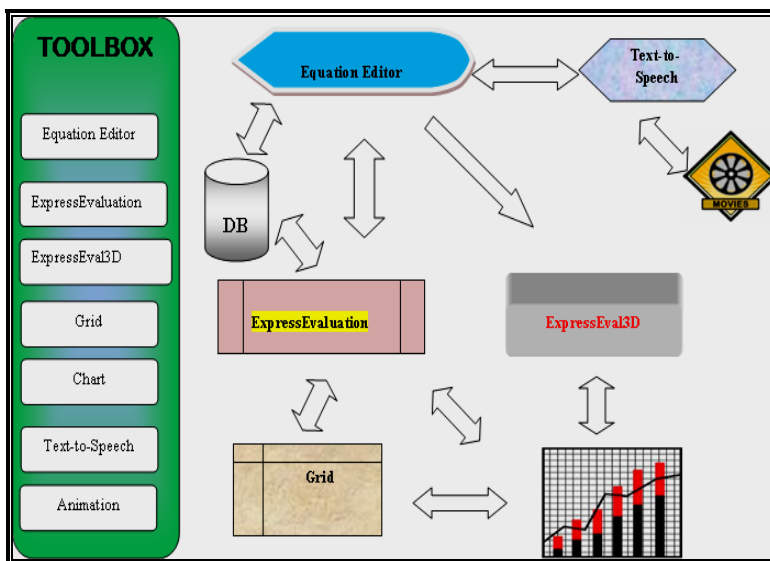 TOOLBOX
Equation Editor
ExpressEvaluation
ExpressEval3D
Grid
Chart
Text-to-Speech
Animation
Equation Editor
Text-to-
Speech
MOVIES
DB
ExpressEvaluation
ExpressEval3D
Grid